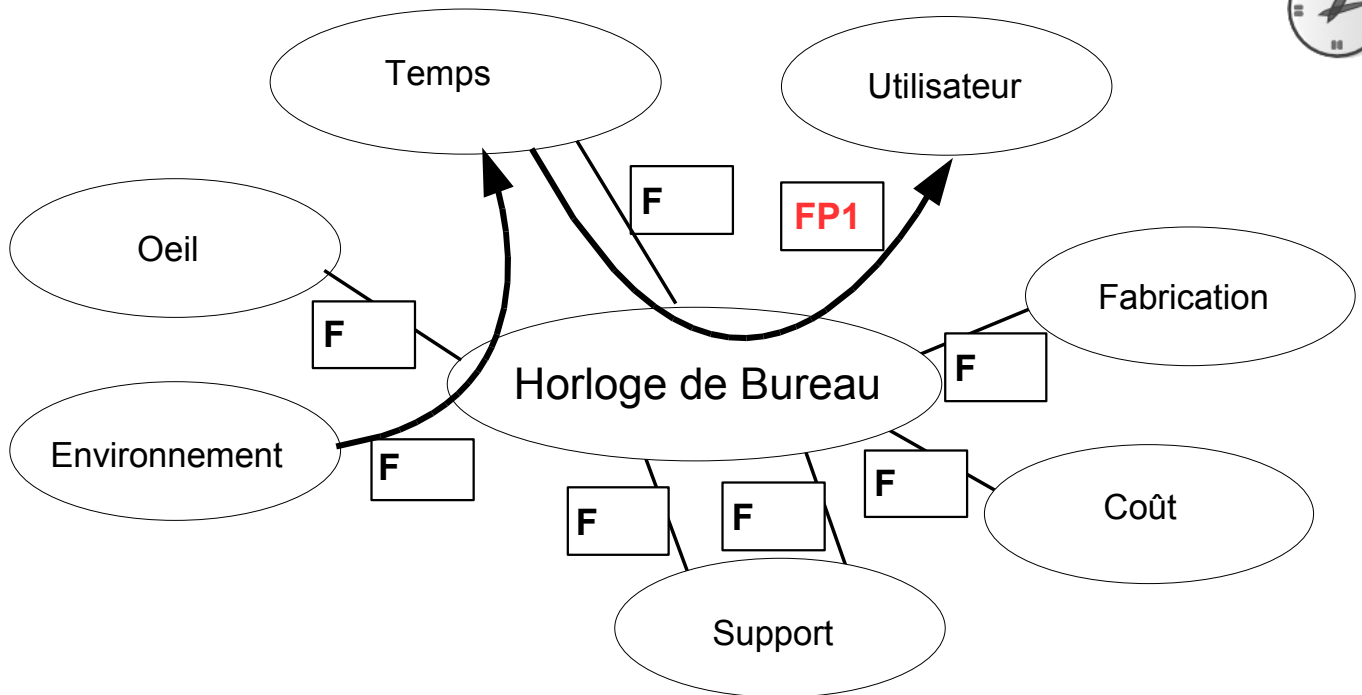 Temps
Utilisateur
F
FP1
Oeil
Fabrication
F
F
Horloge de Bureau
Environnement
F
F
F
F
Coût
Support